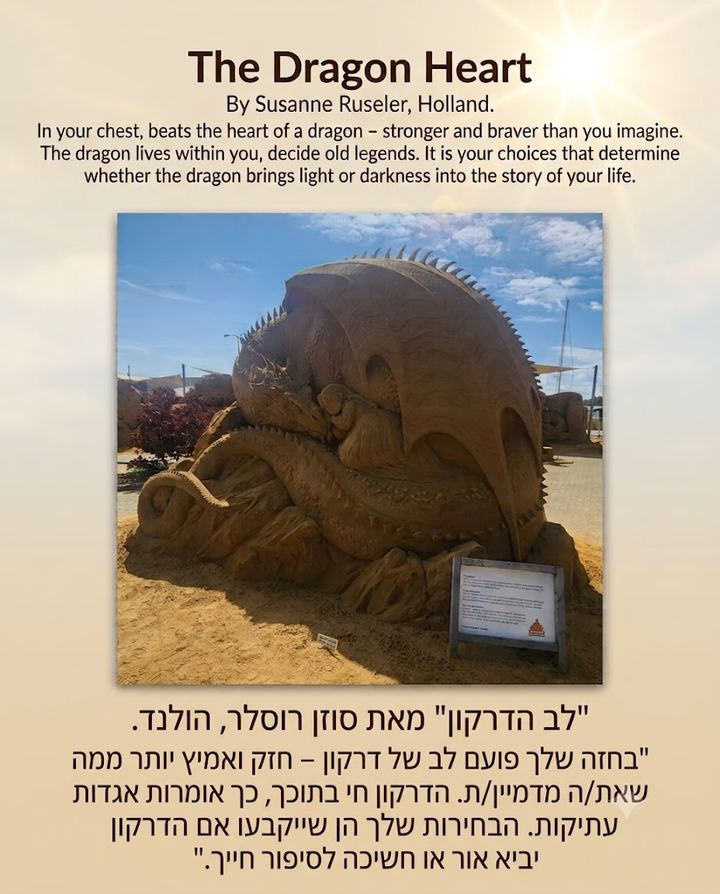 The Dragon Heart
By Susanne Ruseler, Holland.
In your chest, beats the heart of a dragon – stronger and braver than you imagine.
The dragon lives within you, decide old legends. It is your choices that determine
whether the dragon brings light or darkness into the story of your life.
"לב הדרקון" מאת סוזן רוסלר, הולנד.
"בחזה שלך פועם לב של דרקון – חזק ואמיץ יותר ממה
שאת/ה מדמיין/ת. הדרקון חי בתוכך, כך אומרות אגדות
עתיקות. הבחירות שלך הן שייקבעו אם הדרקון
יביא אור או חשיכה לסיפור חייך."